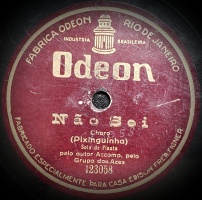 FABRICA ODEON RIO DE JANEIRO
INDUSTRIA BRASILEIRA
Odeon
Não Sei
Choro
(Pixinguinha)
Solo de Flauta
pelo autor Accomp. pelo
Grupo dos Azes
123058
FABRICADO ESPECIALMENTE PARA CASA EDISON FRED. FIGNER